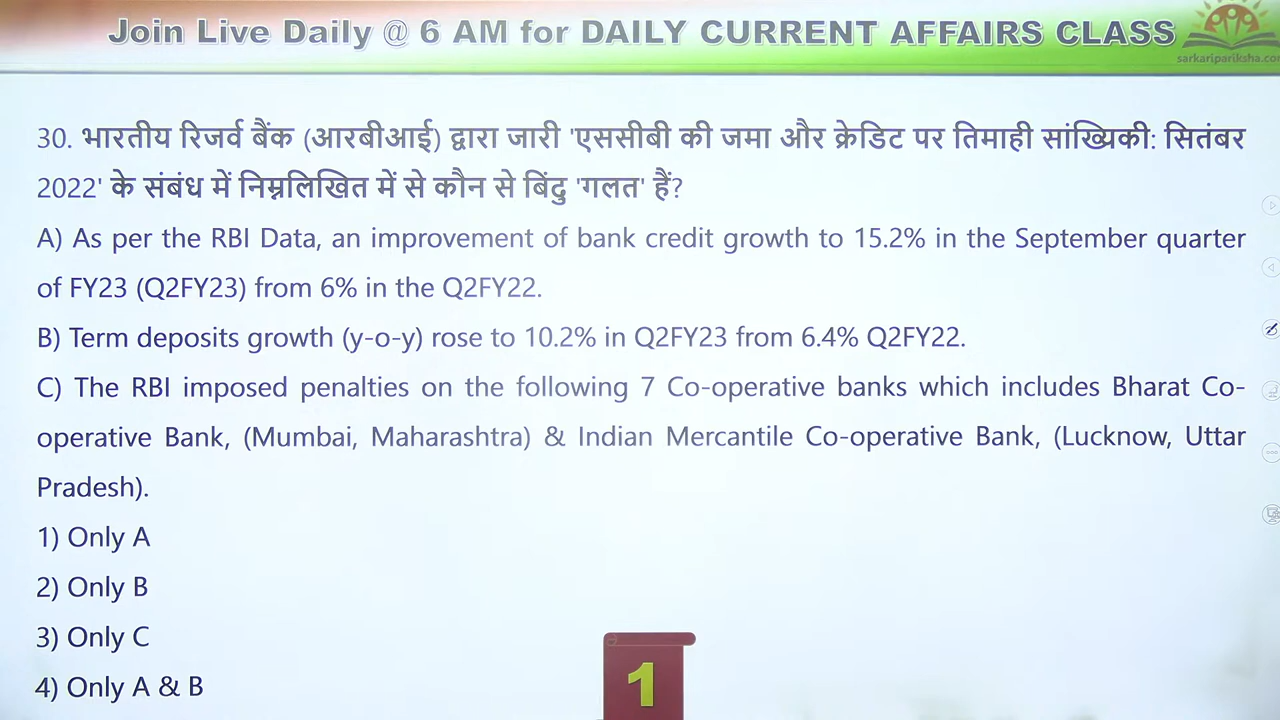 Join Live Daily @ 6 AM for DAILY CURRENT AFFAIRS CLASS
sarkaripariksha.com
30. भारतीय रिजर्व बैंक (आरबीआई) द्वारा जारी 'एससीबी की जमा और क्रेडिट पर तिमाही सांख्यिकी: सितंबर
2022' के संबंध में निम्नलिखित में से कौन से बिंदु 'गलत' हैं?
A) As per the RBI Data, an improvement of bank credit growth to 15.2% in the September quarter
of FY23 (Q2FY23) from 6% in the Q2FY22.
B) Term deposits growth (y-o-y) rose to 10.2% in Q2FY23 from 6.4% Q2FY22.
C) The RBI imposed penalties on the following 7 Co-operative banks which includes Bharat Co-
operative Bank, (Mumbai, Maharashtra) & Indian Mercantile Co-operative Bank, (Lucknow, Uttar
Pradesh).
1) Only A
2) Only B
3) Only C
4) Only A & B
1